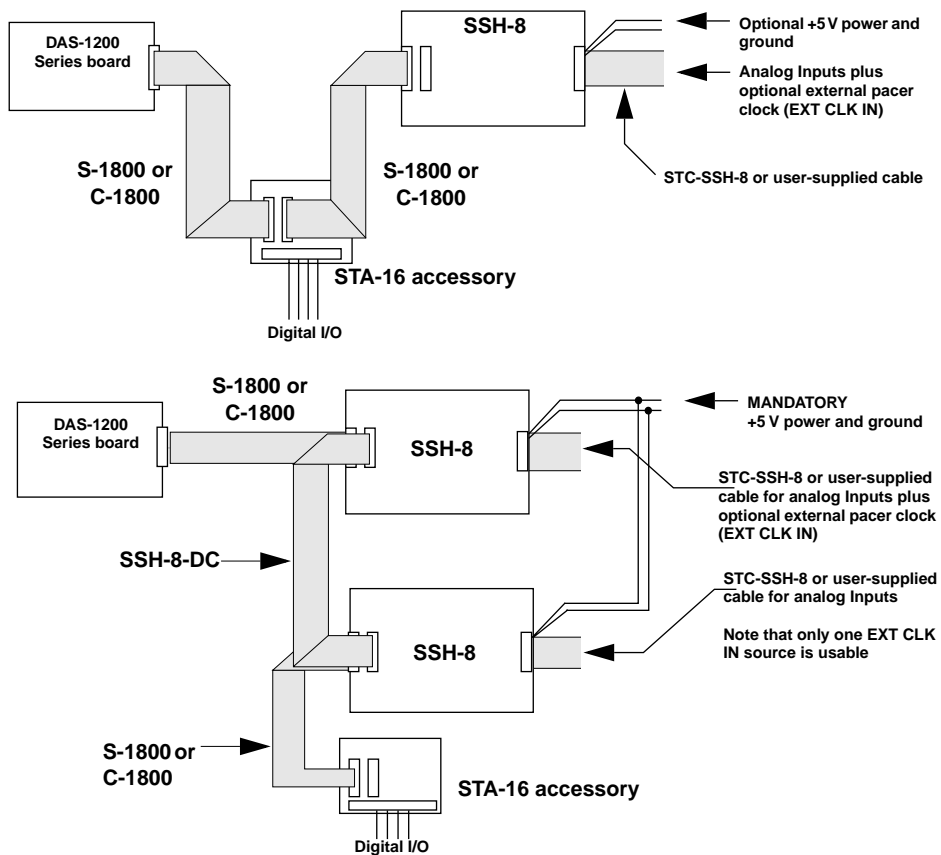 DAS-1200
Series board
SSH-8
Optional +5 V power and
ground
Analog Inputs plus
optional external pacer
clock (EXT CLK IN)
S-1800 or
C-1800
S-1800 or
C-1800
STC-SSH-8 or user-supplied cable
STA-16 accessory
Digital I/O
S-1800 or
C-1800
DAS-1200
Series board
SSH-8
MANDATORY
+5 V power and ground
STC-SSH-8 or user-supplied
cable for analog Inputs plus
optional external pacer clock
(EXT CLK IN)
SSH-8-DC
STC-SSH-8 or user-supplied
cable for analog Inputs
SSH-8
Note that only one EXT CLK
IN source is usable
S-1800 or
C-1800
STA-16 accessory
Digital I/O